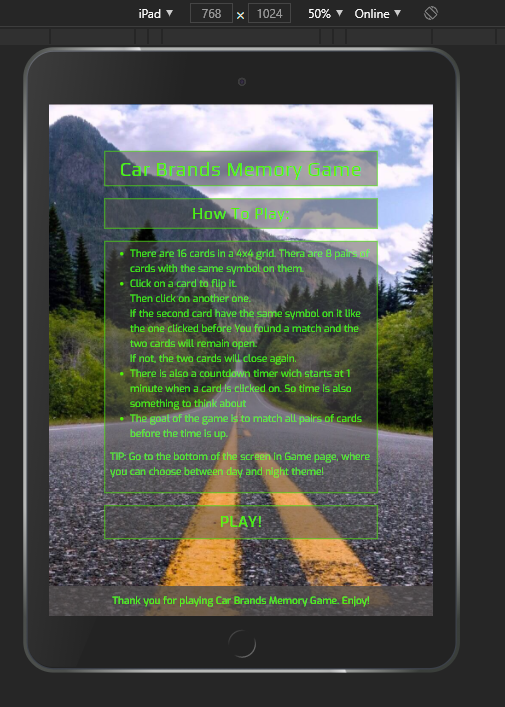 iPad ▼ 768 × 1024 50% ▼ Online ▼
Car Brands Memory Game
How To Play:
• There are 16 cards in a 4x4 grid. Thera are 8 pairs of
cards with the same symbol on them.
• Click on a card to flip it.
Then click on another one.
If the second card have the same symbol on it like
the one clicked before You found a match and the
two cards will remain open.
If not, the two cards will close again.
• There is also a countdown timer wich starts at 1
minute when a card is clicked on. So time is also
something to think about
• The goal of the game is to match all pairs of cards
before the time is up.
TIP: Go to the bottom of the screen in Game page, where
you can choose between day and night theme!
PLAY!
Thank you for playing Car Brands Memory Game. Enjoy!